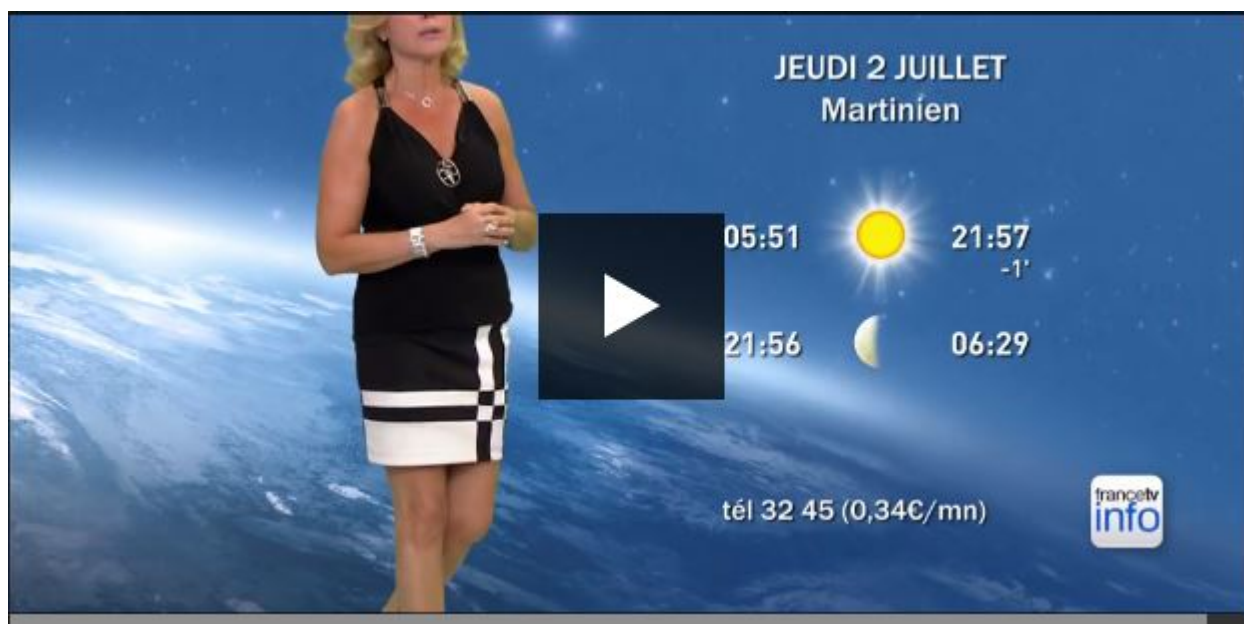 JEUDI 2 JUILLET
Martinien
05:51 21:57
-1'
21:56 06:29
tél 32 45 (0,34€/mn)
francetv
info